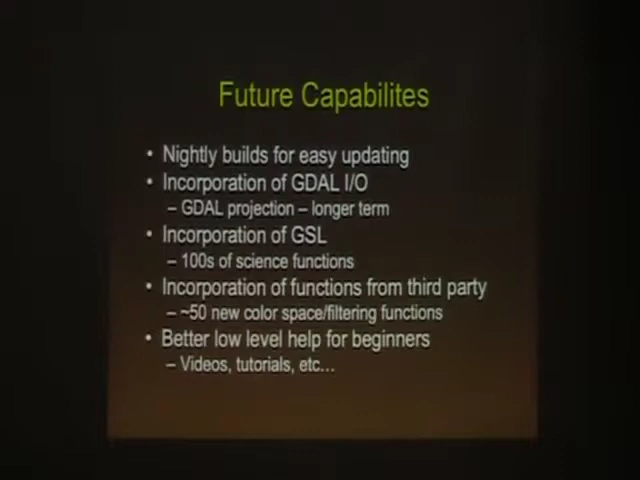 Future Capabilites
• Nightly builds for easy updating
• Incorporation of GDAL I/O
– GDAL projection – longer term
• Incorporation of GSL
– 100s of science functions
• Incorporation of functions from third party
– ~50 new color space/filtering functions
• Better low level help for beginners
– Videos, tutorials, etc…